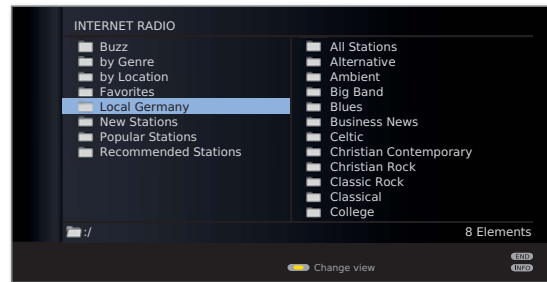 INTERNET RADIO
Buzz
by Genre
by Location
Favorites
Local Germany
New Stations
Popular Stations
Recommended Stations
All Stations
Alternative
Ambient
Big Band
Blues
Business News
Celtic
Christian Contemporary
Christian Rock
Classic Rock
Classical
College
:/
8 Elements
Change view
END
INFO